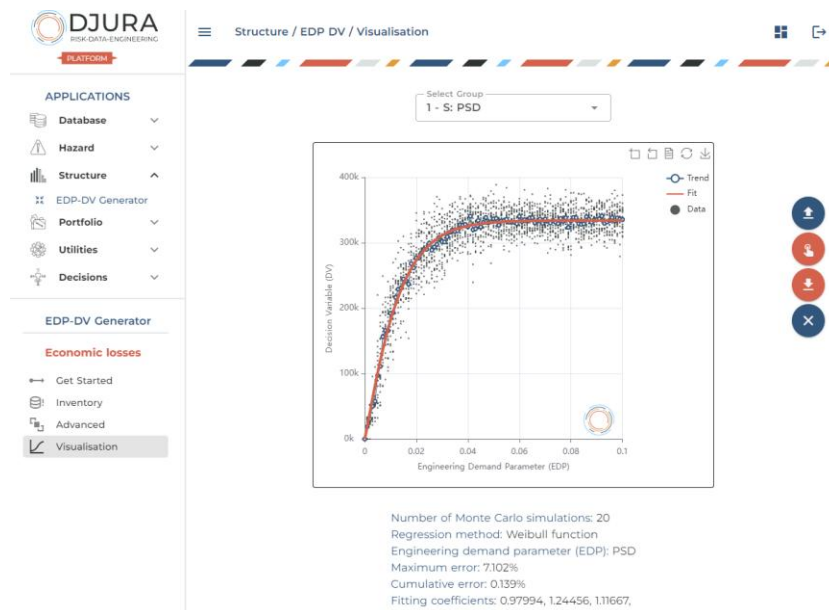 DJURA
RISK-DATA-ENGINEERING
PLATFORM
Structure / EDP DV / Visualisation
APPLICATIONS
Database
Hazard
Structure
EDP-DV Generator
Portfolio
Utilities
Decisions
EDP-DV Generator
Economic losses
Get Started
Inventory
Advanced
Visualisation
Select Group
1 - S: PSD
Trend
Fit
Data
400k
300k
200k
100k
0k
Decision Variable (DV)
0 0.02 0.04 0.06 0.08 0.1
Engineering Demand Parameter (EDP)
Number of Monte Carlo simulations: 20
Regression method: Weibull function
Engineering demand parameter (EDP): PSD
Maximum error: 7.102%
Cumulative error: 0.139%
Fitting coefficients: 0.97994, 1.24456, 1.11667,